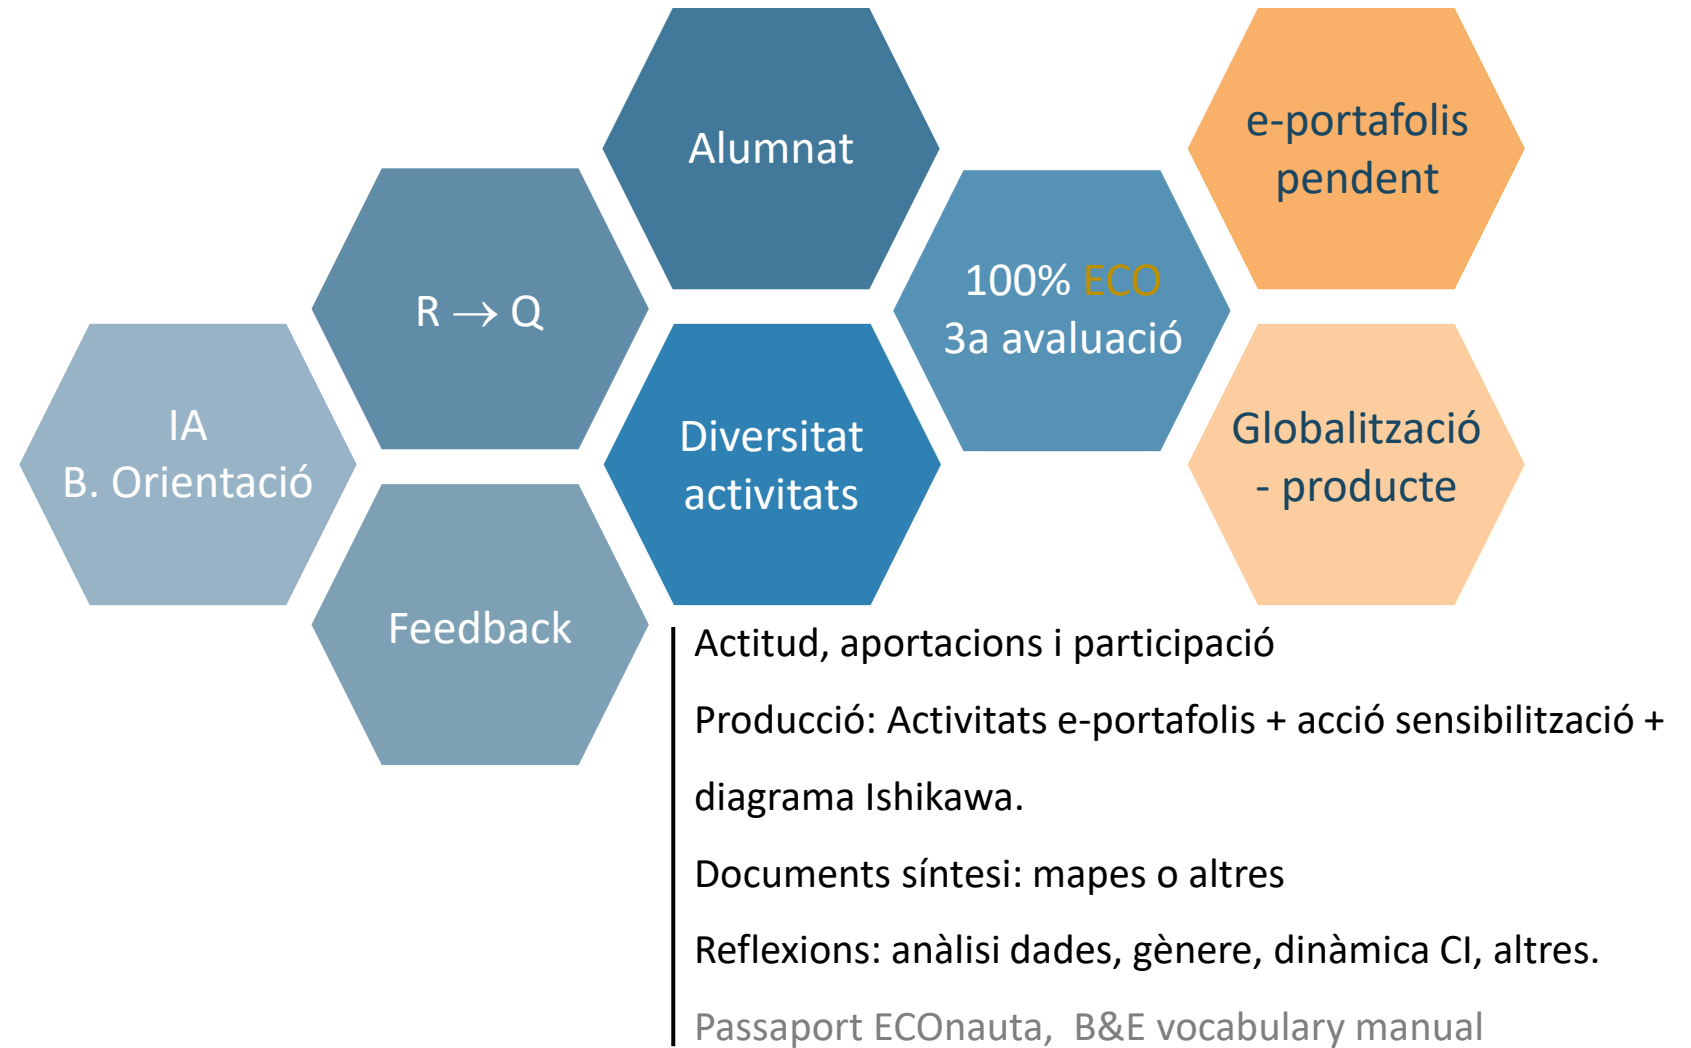 Alumnat
e-portafolis
pendent
R → Q
100% ECO
3a avaluació
IA
B. Orientació
Diversitat
activitats
Globalització
- producte
Feedback
Actitud, aportacions i participació
Producció: Activitats e-portafolis + acció sensibilització +
diagrama Ishikawa.
Documents síntesi: mapes o altres
Reflexions: anàlisi dades, gènere, dinàmica CI, altres.
Passaport ECOnauta, B&E vocabulary manual